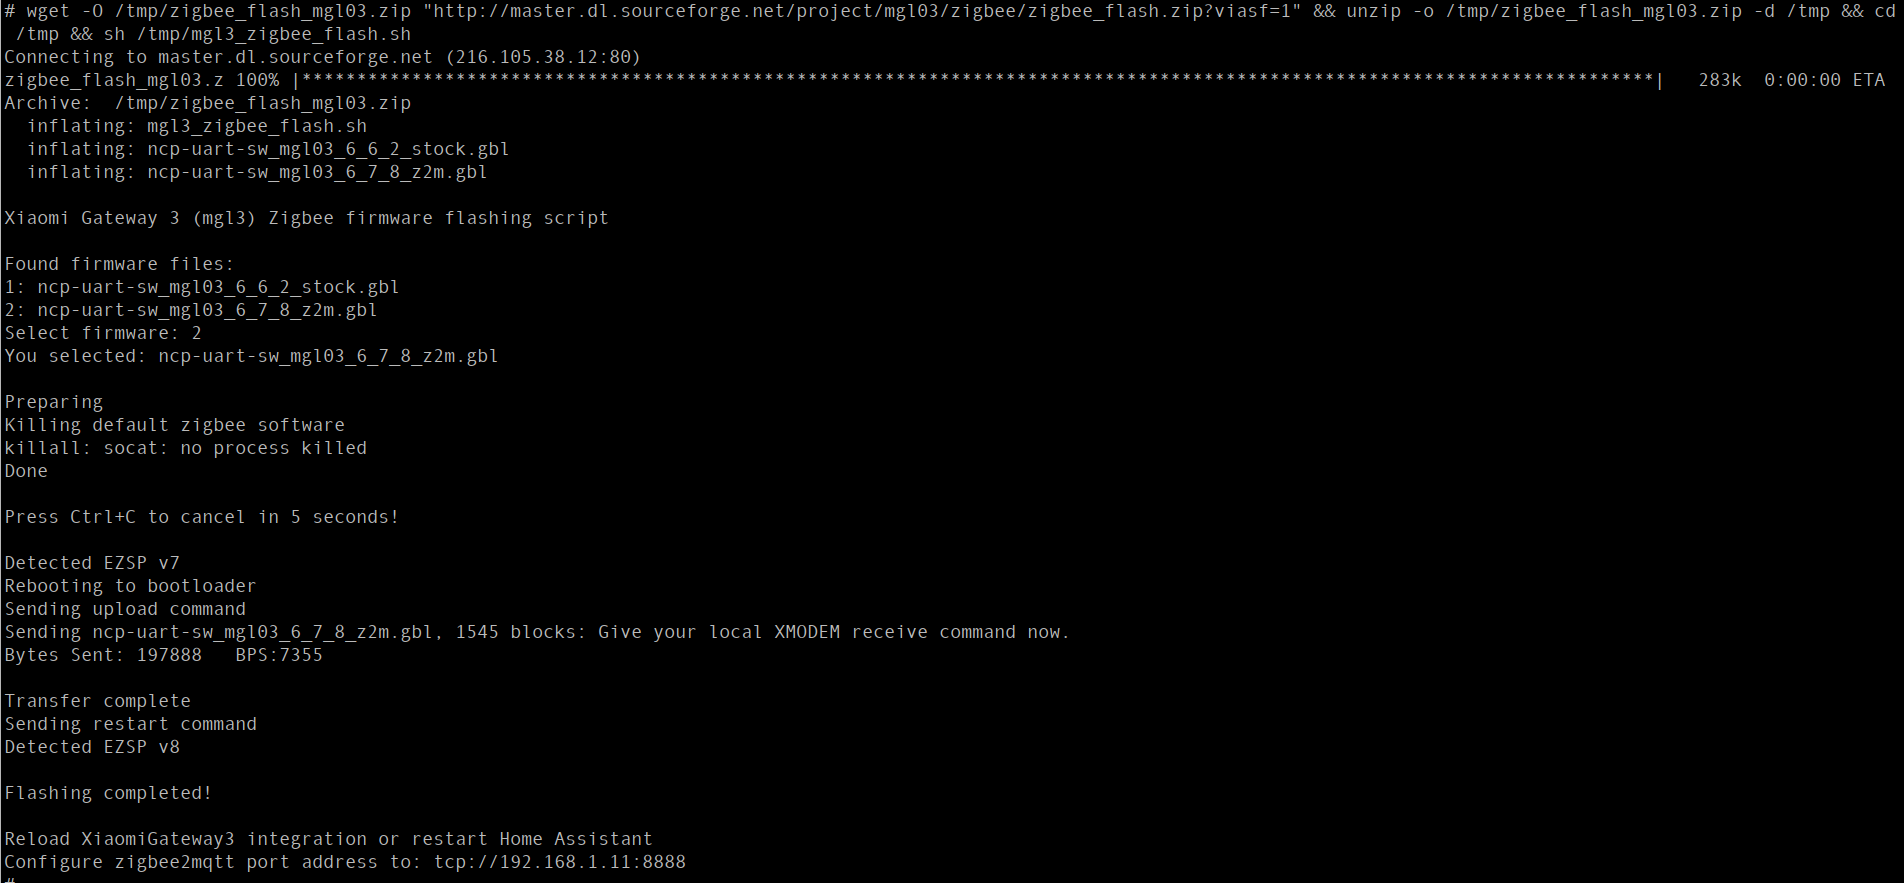 # wget -O /tmp/zigbee_flash_mgl03.zip "http://master.dl.sourceforge.net/project/mgl03/zigbee/zigbee_flash.zip?viasf=1" && unzip -o /tmp/zigbee_flash_mgl03.zip -d /tmp && cd
/tmp && sh /tmp/mgl3_zigbee_flash.sh
Connecting to master.dl.sourceforge.net (216.105.38.12:80)
zigbee_flash_mgl03.z 100% |***************************************************************************************************************************|   283k  0:00:00 ETA
Archive:  /tmp/zigbee_flash_mgl03.zip
  inflating: mgl3_zigbee_flash.sh
  inflating: ncp-uart-sw_mgl03_6_6_2_stock.gbl
  inflating: ncp-uart-sw_mgl03_6_7_8_z2m.gbl
Xiaomi Gateway 3 (mgl3) Zigbee firmware flashing script
Found firmware files:
1: ncp-uart-sw_mgl03_6_6_2_stock.gbl
2: ncp-uart-sw_mgl03_6_7_8_z2m.gbl
Select firmware: 2
You selected: ncp-uart-sw_mgl03_6_7_8_z2m.gbl
Preparing
Killing default zigbee software
killall: socat: no process killed
Done
Press Ctrl+C to cancel in 5 seconds!
Detected EZSP v7
Rebooting to bootloader
Sending upload command
Sending ncp-uart-sw_mgl03_6_7_8_z2m.gbl, 1545 blocks: Give your local XMODEM receive command now.
Bytes Sent: 197888   BPS:7355
Transfer complete
Sending restart command
Detected EZSP v8
Flashing completed!
Reload XiaomiGateway3 integration or restart Home Assistant
Configure zigbee2mqtt port address to: tcp://192.168.1.11:8888
#